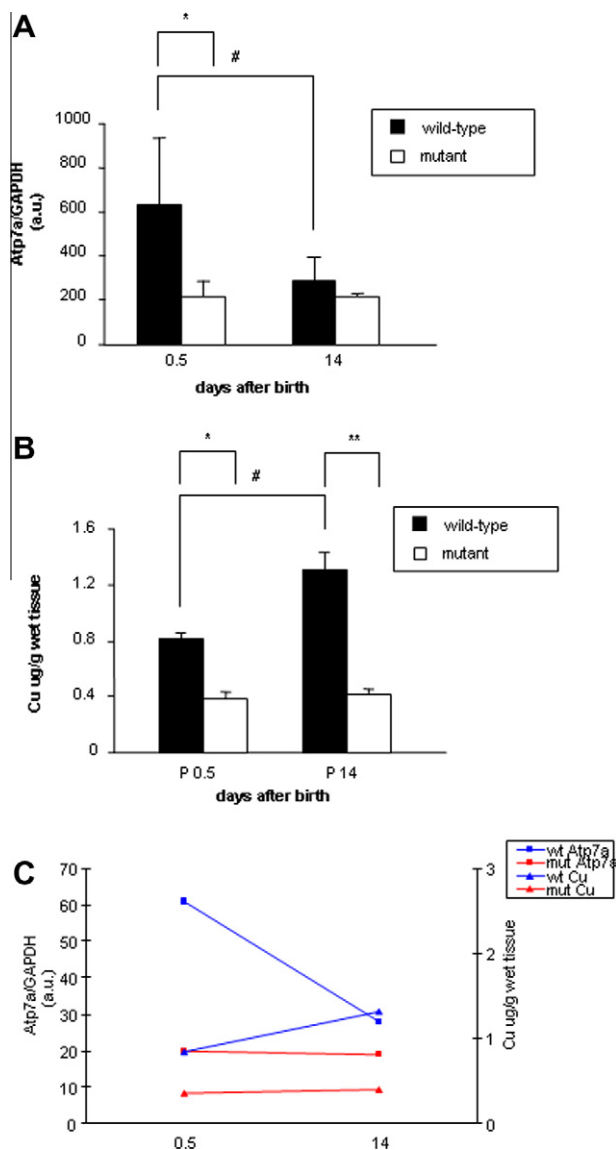 A
*
#
1000
800
600
400
200
0
Atp7a/GAPDH
(a.u.)
wild-type
mutant
0.5 14
days after birth
B
* **
#
1.6
1.2
0.8
0.4
0
Cu ug/g wet tissue
wild-type
mutant
P 0.5 P 14
days after birth
C
wt Atp7a
mut Atp7a
wt Cu
mut Cu
70
60
50
40
30
20
10
0
Atp7a/GAPDH
(a.u.)
3
2
1
0
Cu ug/g wet tissue
0.5 14